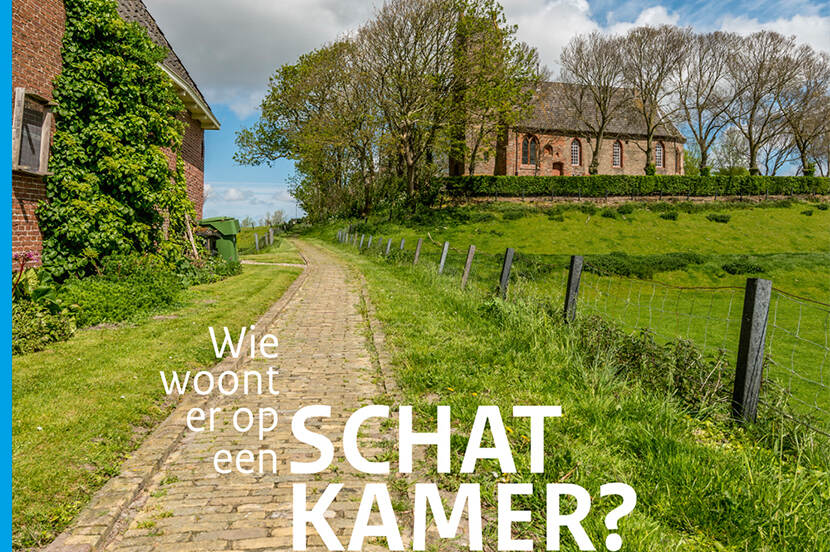 Wie
woont
er op
een SCHAT
KAMER?